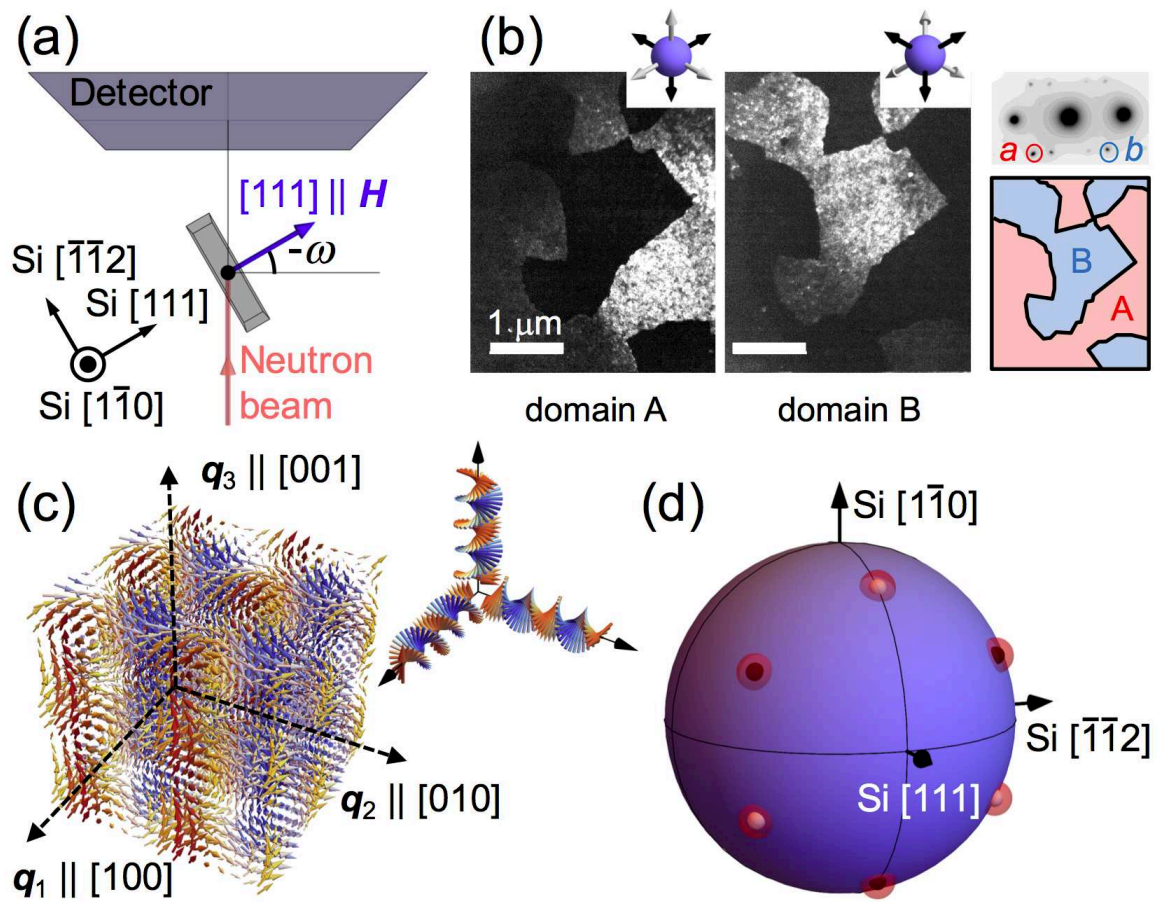 (a)
Detector
[111] || H
-ω
Si [1̅1̅2]
Si [111]
Si [11̅0]
Neutron
beam
(b)
1 μm
domain A
domain B
a
b
B
A
(c)
q3 || [001]
q2 || [010]
q1 || [100]
(d)
Si [11̅0]
Si [1̅1̅2]
Si [111]